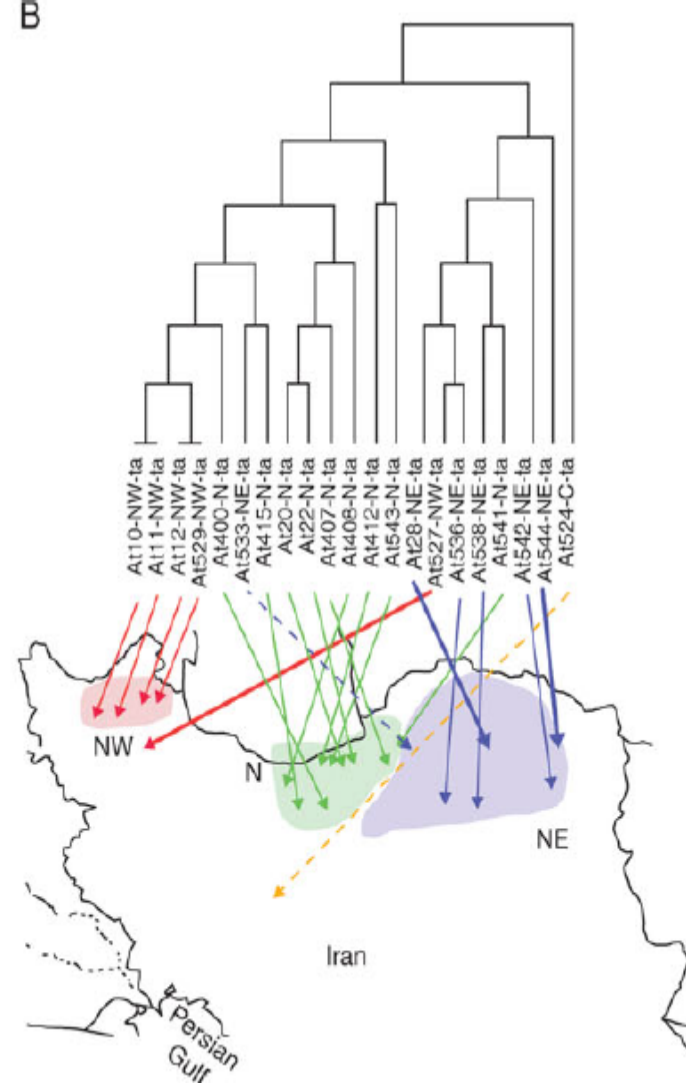 B
At10-NW-ta
At11-NW-ta
At12-NW-ta
At529-NW-ta
At400-N-ta
At533-NE-ta
At415-N-ta
At20-N-ta
At22-N-ta
At407-N-ta
At408-N-ta
At412-N-ta
At543-N-ta
At28-NE-ta
At527-NW-ta
At536-NE-ta
At538-NE-ta
At541-N-ta
At542-NE-ta
At544-NE-ta
At524-C-ta
NW
N
NE
Iran
Persian
Gulf